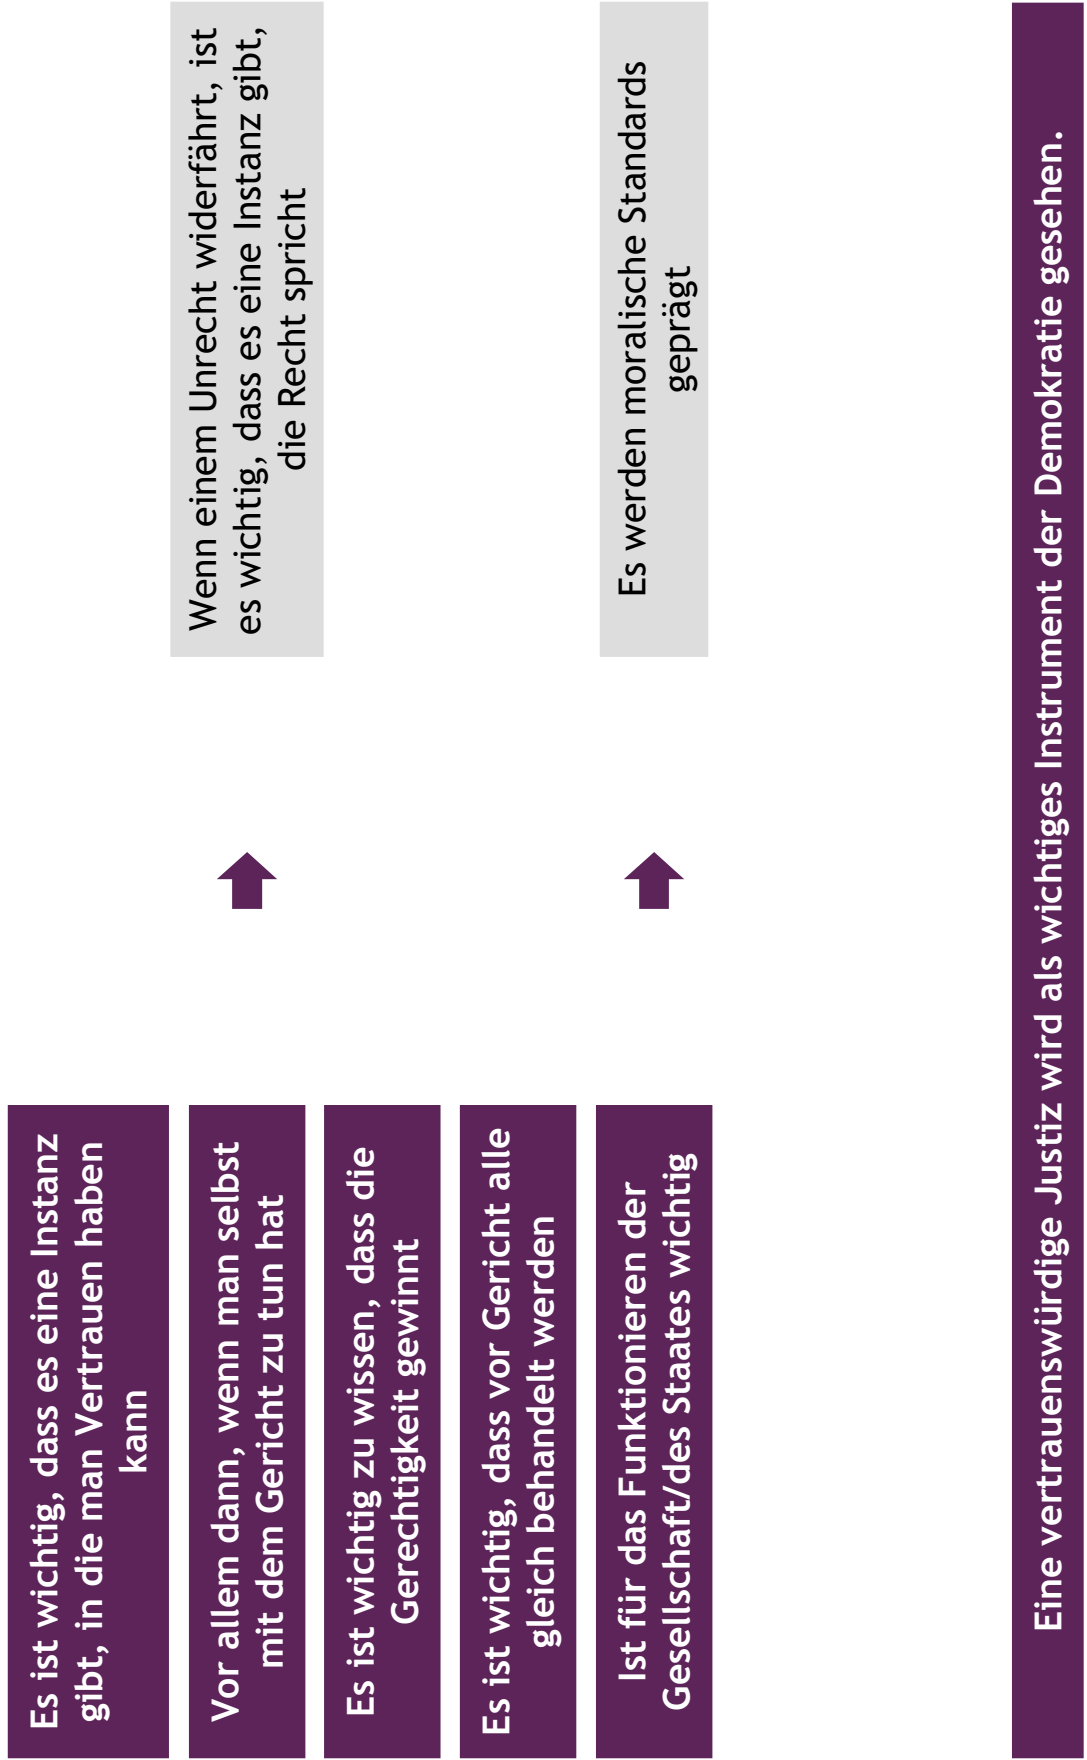 Es ist wichtig, dass es eine Instanz
gibt, in die man Vertrauen haben
kann
Vor allem dann, wenn man selbst
mit dem Gericht zu tun hat
Wenn einem Unrecht widerfährt, ist
es wichtig, dass es eine Instanz gibt,
die Recht spricht
Es ist wichtig zu wissen, dass die
Gerechtigkeit gewinnt
Es ist wichtig, dass vor Gericht alle
gleich behandelt werden
Ist für das Funktionieren der
Gesellschaft/des Staates wichtig
Es werden moralische Standards
geprägt
Eine vertrauenswürdige Justiz wird als wichtiges Instrument der Demokratie gesehen.